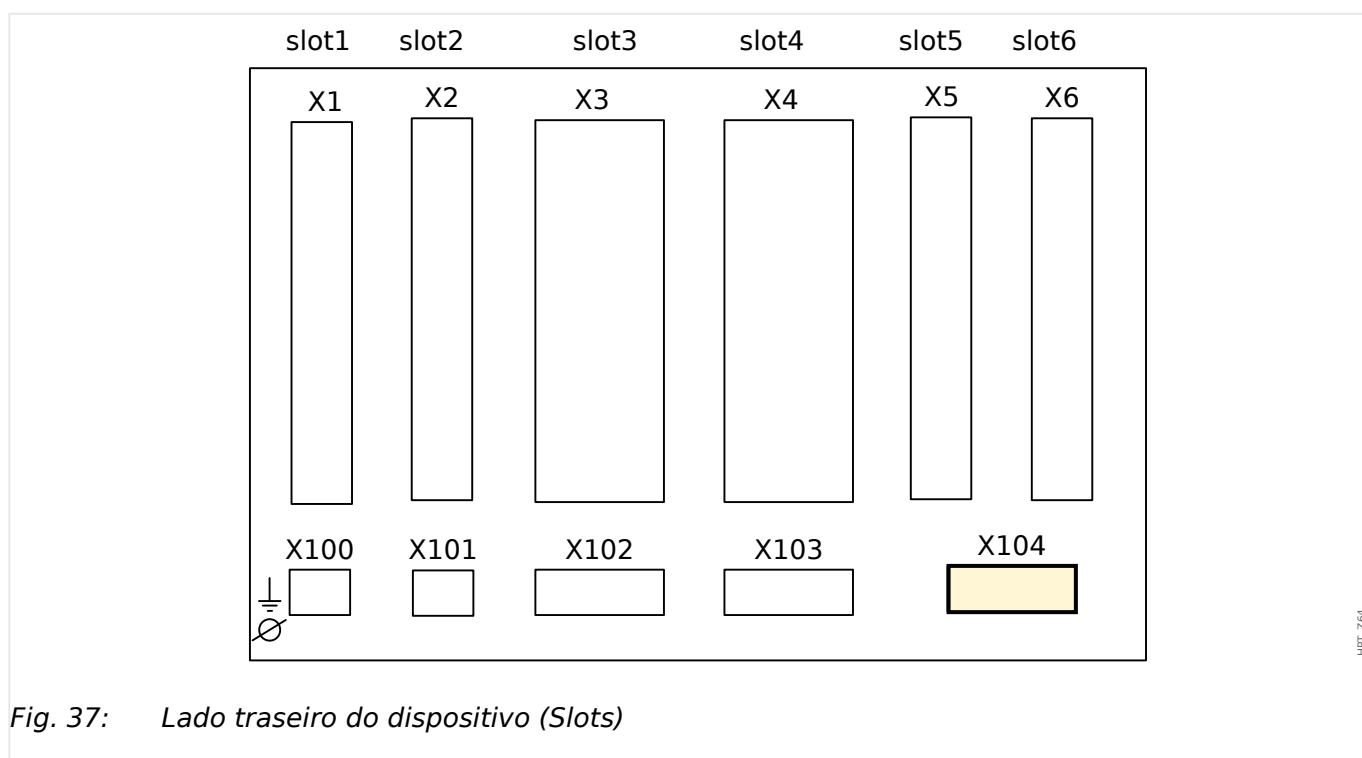 slot1 slot2 slot3 slot4 slot5 slot6
X1 X2 X3 X4 X5 X6
X100 X101 X102 X103 X104
HPT_Z64
Fig. 37: Lado traseiro do dispositivo (Slots)